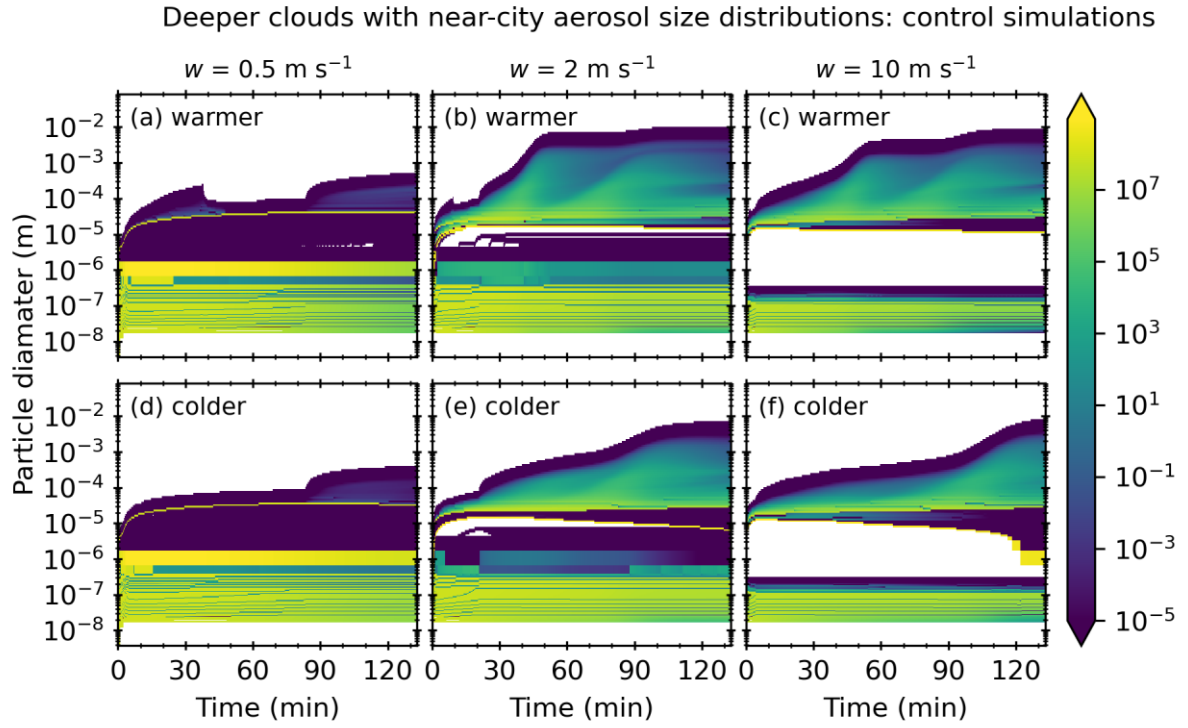 Deeper clouds with near-city aerosol size distributions: control simulations
w = 0.5 m s⁻¹
w = 2 m s⁻¹
w = 10 m s⁻¹
Particle diamater (m)
(a) warmer
(b) warmer
(c) warmer
10⁻²
10⁻³
10⁻⁴
10⁻⁵
10⁻⁶
10⁻⁷
10⁻⁸
(d) colder
(e) colder
(f) colder
10⁻²
10⁻³
10⁻⁴
10⁻⁵
10⁻⁶
10⁻⁷
10⁻⁸
0 30 60 90 120
0 30 60 90 120
0 30 60 90 120
Time (min)
Time (min)
Time (min)
10⁷
10⁵
10³
10¹
10⁻¹
10⁻³
10⁻⁵